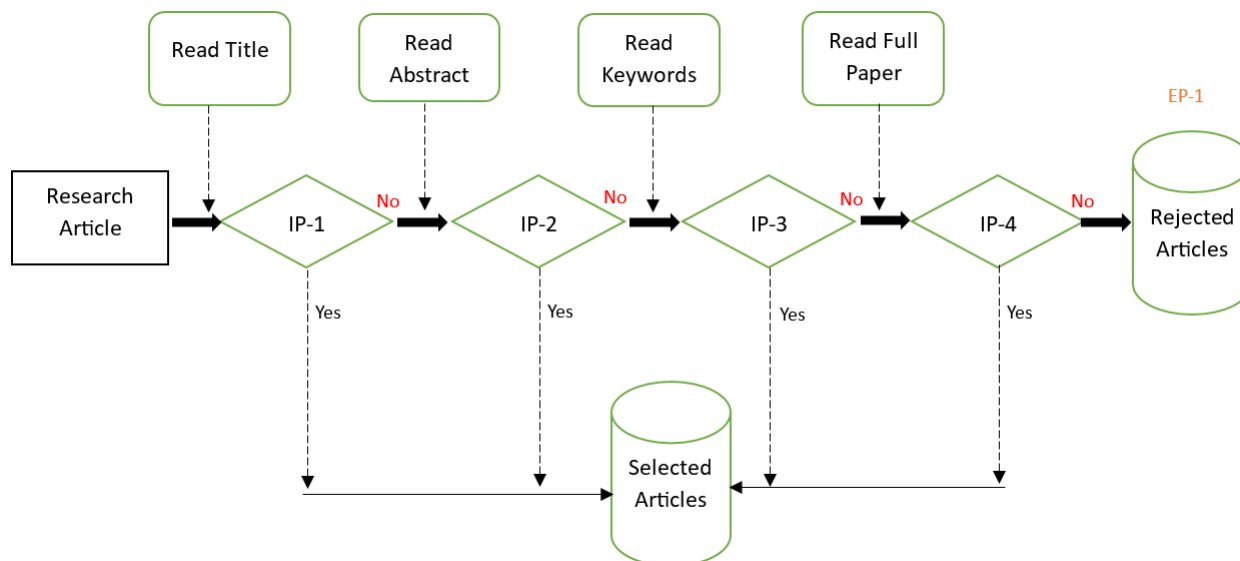 Read Title
Read
Abstract
Read
Keywords
Read Full
Paper
EP-1
Research
Article
IP-1
No
IP-2
No
IP-3
No
IP-4
No
Rejected
Articles
Yes
Yes
Yes
Yes
Selected
Articles